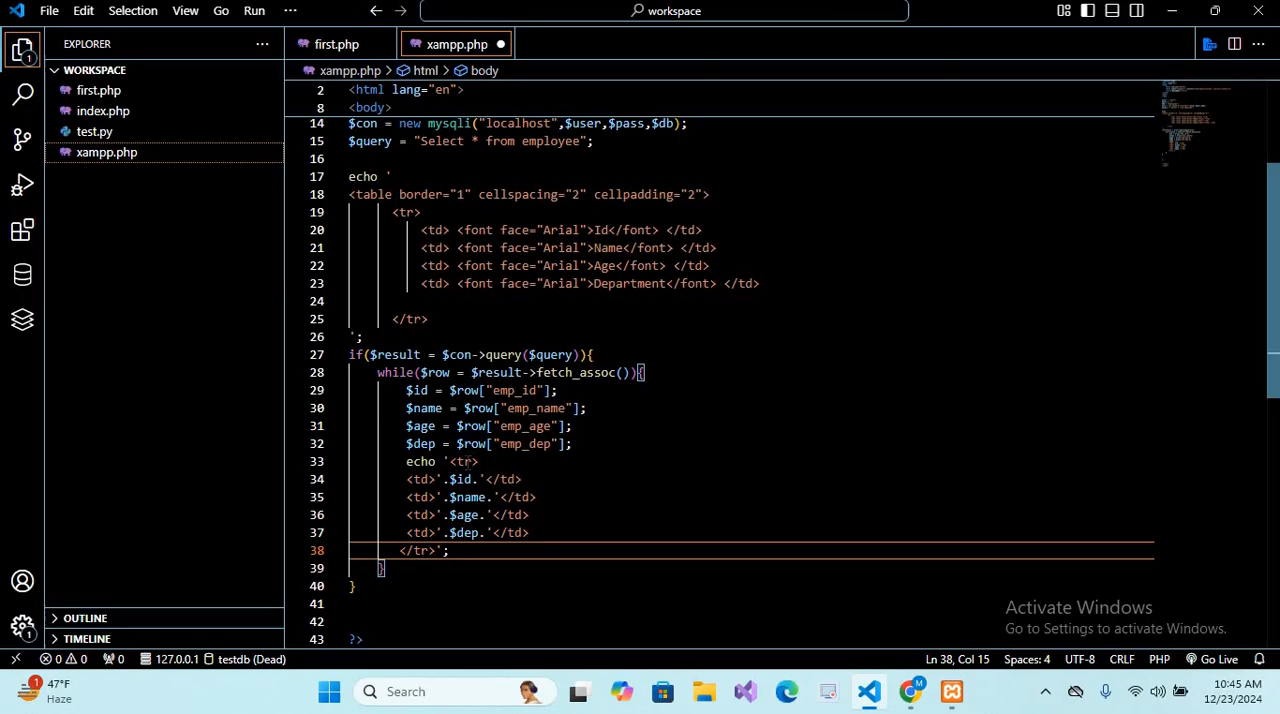 File Edit Selection View Go Run ··· workspace
EXPLORER ··· first.php xampp.php
WORKSPACE xampp.php > html > body
first.php
index.php
test.py
xampp.php
2 <html lang="en">
8 <body>
14 $con = new mysqli("localhost",$user,$pass,$db);
15 $query = "Select * from employee";
16
17 echo '
18 <table border="1" cellspacing="2" cellpadding="2">
19 <tr>
20 <td> <font face="Arial">Id</font> </td>
21 <td> <font face="Arial">Name</font> </td>
22 <td> <font face="Arial">Age</font> </td>
23 <td> <font face="Arial">Department</font> </td>
24
25 </tr>
26 ';
27 if($result = $con->query($query)){
28 while($row = $result->fetch_assoc()){
29 $id = $row["emp_id"];
30 $name = $row["emp_name"];
31 $age = $row["emp_age"];
32 $dep = $row["emp_dep"];
33 echo '<tr>
34 <td>'.$id.'</td>
35 <td>'.$name.'</td>
36 <td>'.$age.'</td>
37 <td>'.$dep.'</td>
38 </tr>';
39 }
40 }
41
42
43 ?>
OUTLINE
TIMELINE
1
1
Activate Windows
Go to Settings to activate Windows.
0 0 0 127.0.0.1 testdb (Dead) Ln 38, Col 15 Spaces: 4 UTF-8 CRLF PHP Go Live
1 47°F
Haze
Search
M
10:45 AM
12/23/2024